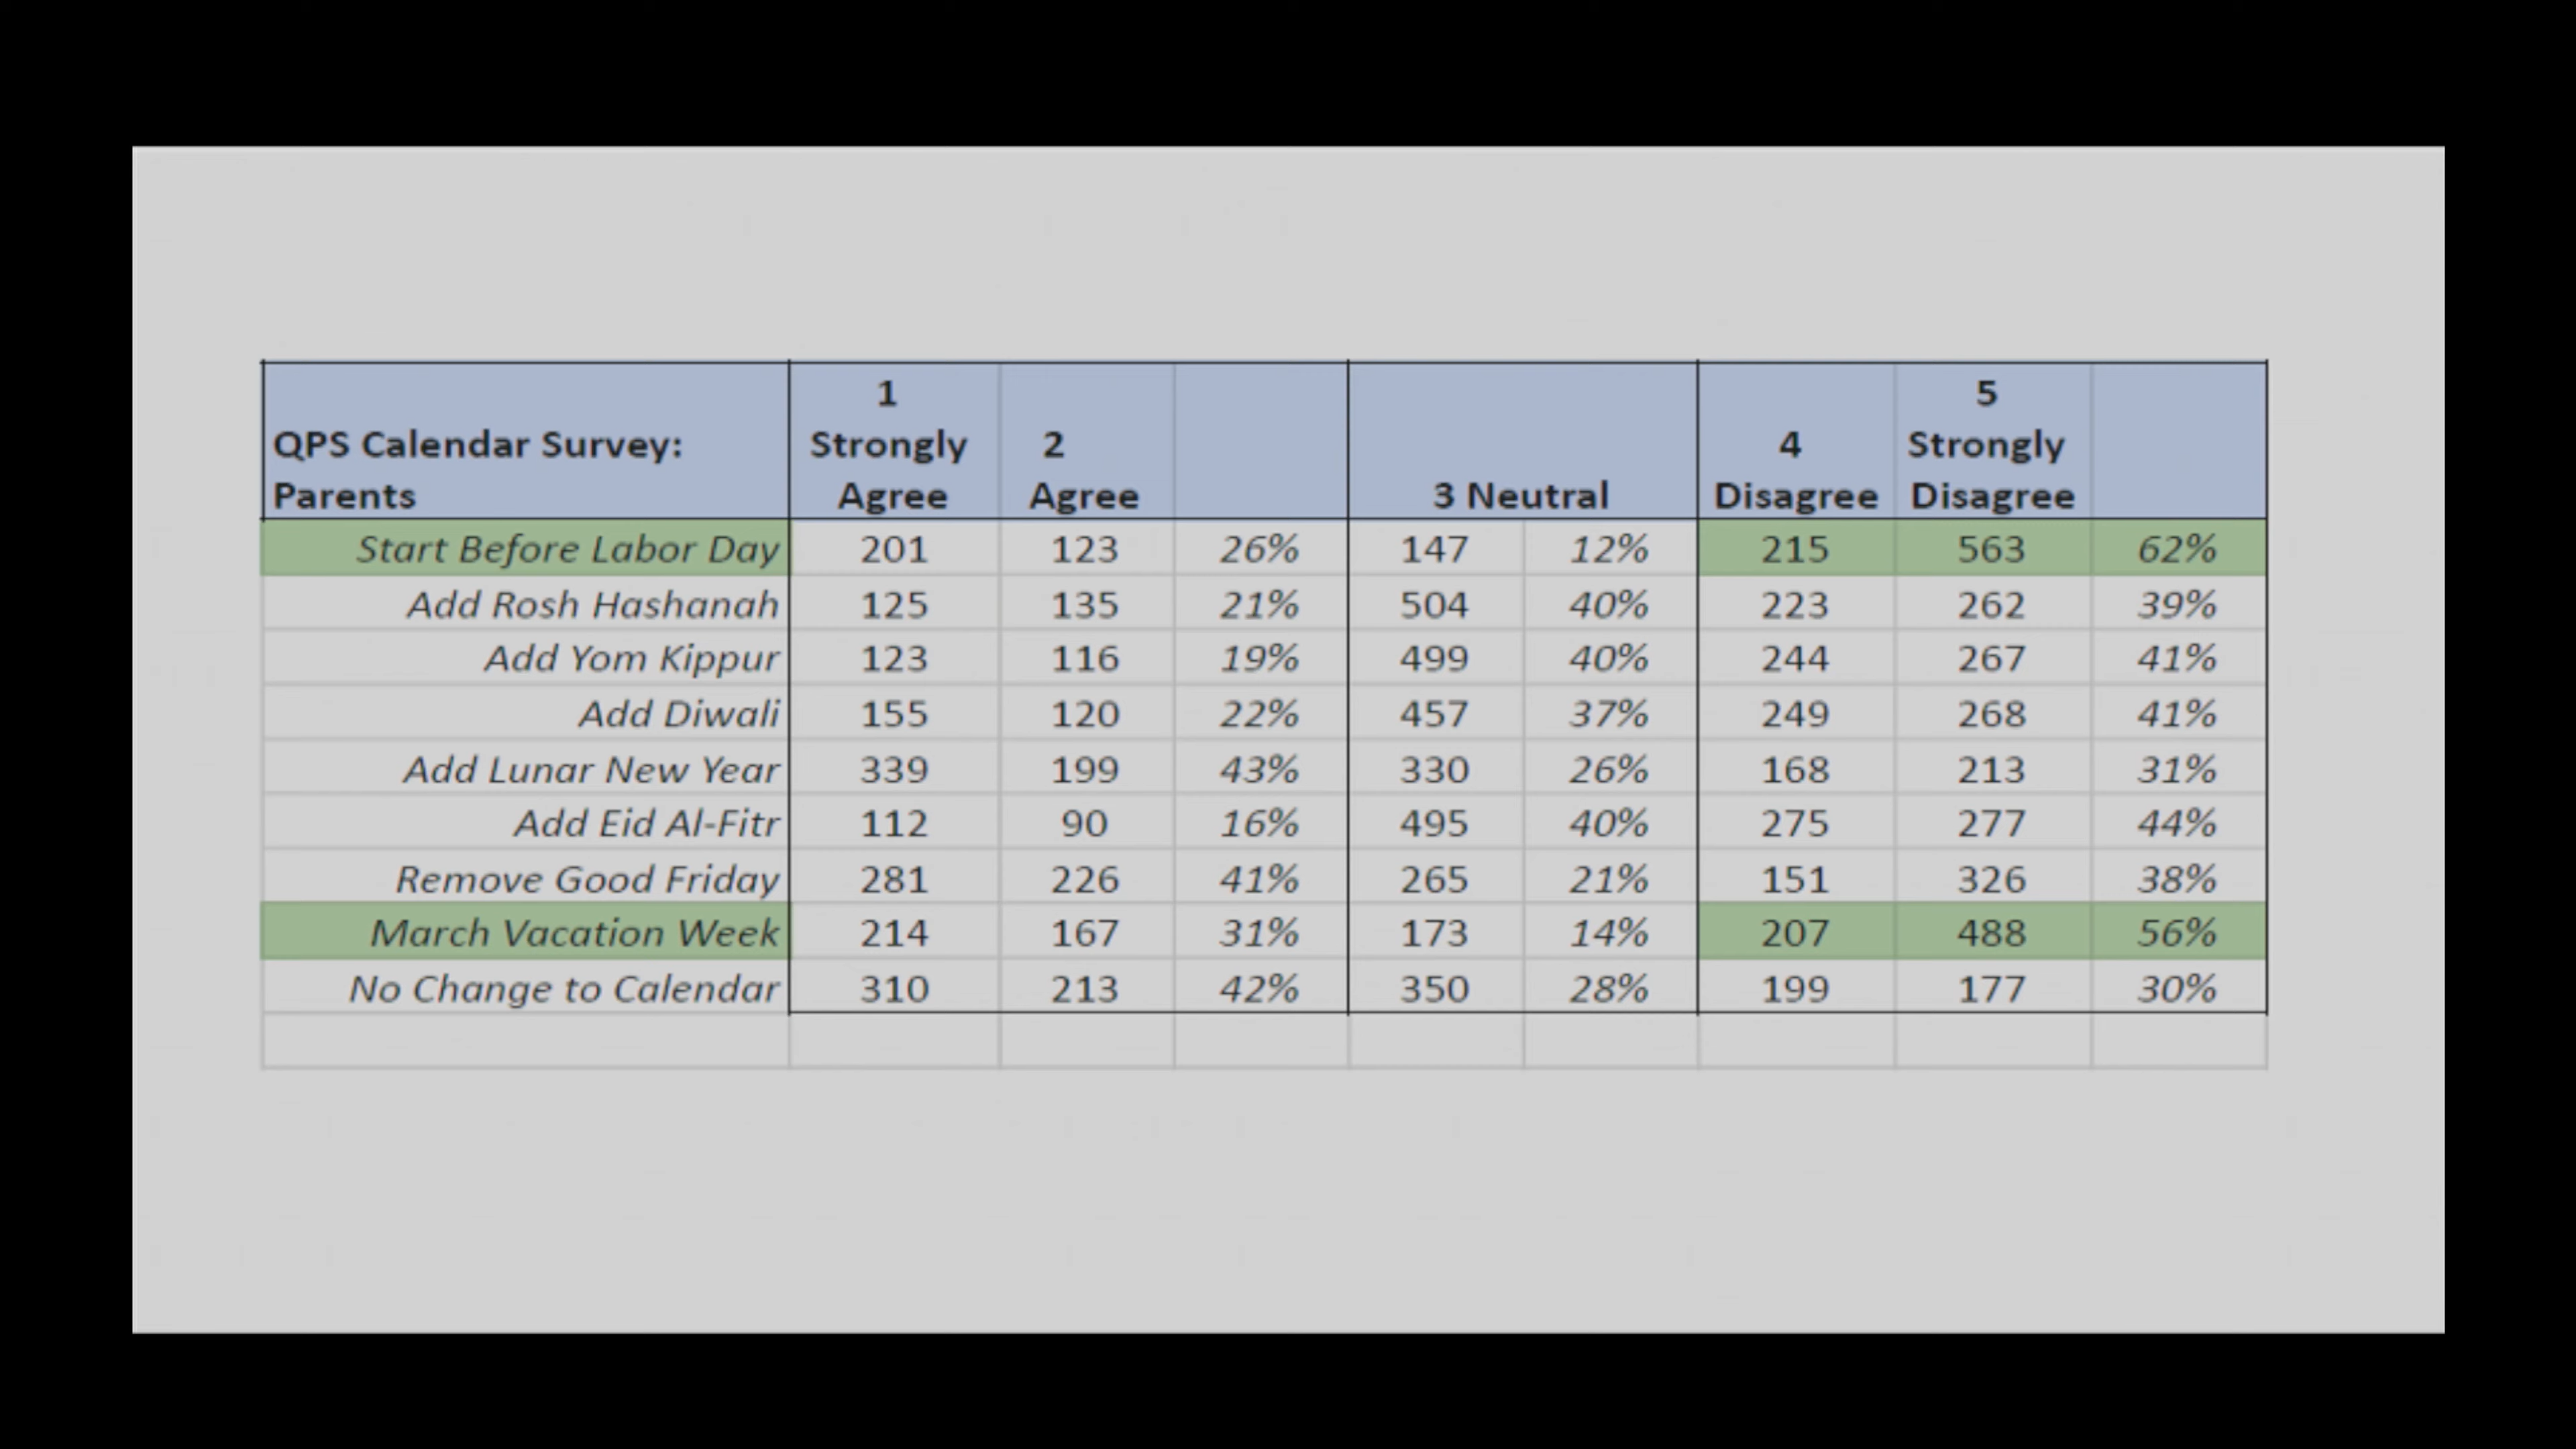 QPS Calendar Survey: Parents | 1 Strongly Agree | 2 Agree | | 3 Neutral | | 4 Disagree | 5 Strongly Disagree |
Start Before Labor Day 201 123 26% 147 12% 215 563 62%
Add Rosh Hashanah 125 135 21% 504 40% 223 262 39%
Add Yom Kippur 123 116 19% 499 40% 244 267 41%
Add Diwali 155 120 22% 457 37% 249 268 41%
Add Lunar New Year 339 199 43% 330 26% 168 213 31%
Add Eid Al-Fitr 112 90 16% 495 40% 275 277 44%
Remove Good Friday 281 226 41% 265 21% 151 326 38%
March Vacation Week 214 167 31% 173 14% 207 488 56%
No Change to Calendar 310 213 42% 350 28% 199 177 30%